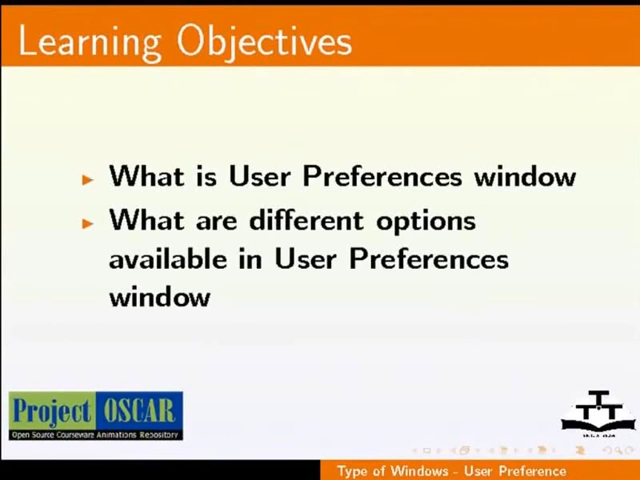 Learning Objectives
What is User Preferences window
What are different options
available in User Preferences
window
Project OSCAR
Open Source Courseware Animations Repository
Type of Windows - User Preference